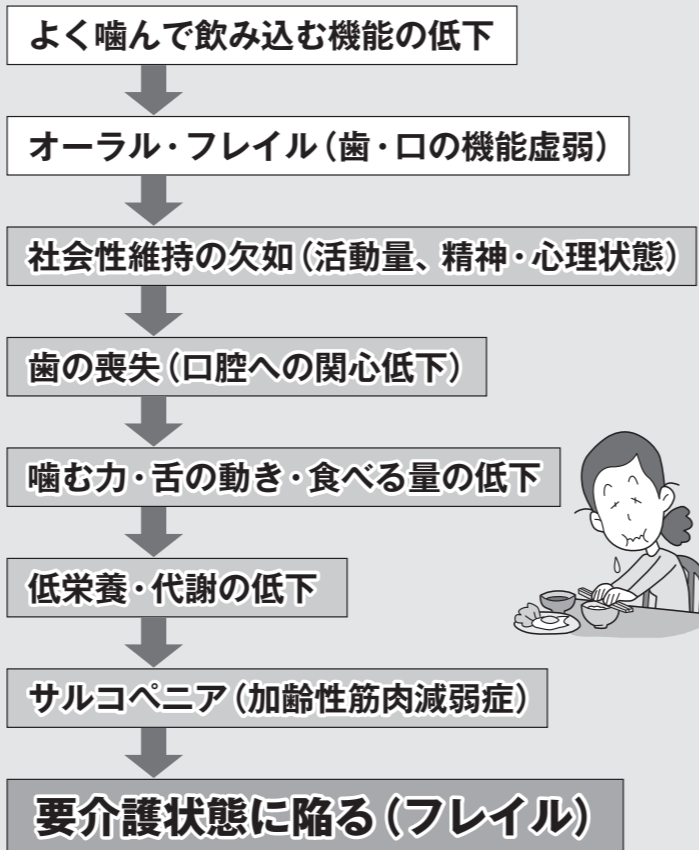 よく噛んで飲み込む機能の低下
オーラル・フレイル(歯・口の機能虚弱)
社会性維持の欠如(活動量、精神・心理状態)
歯の喪失(口腔への関心低下)
噛む力・舌の動き・食べる量の低下
低栄養・代謝の低下
サルコペニア(加齢性筋肉減弱症)
要介護状態に陥る(フレイル)